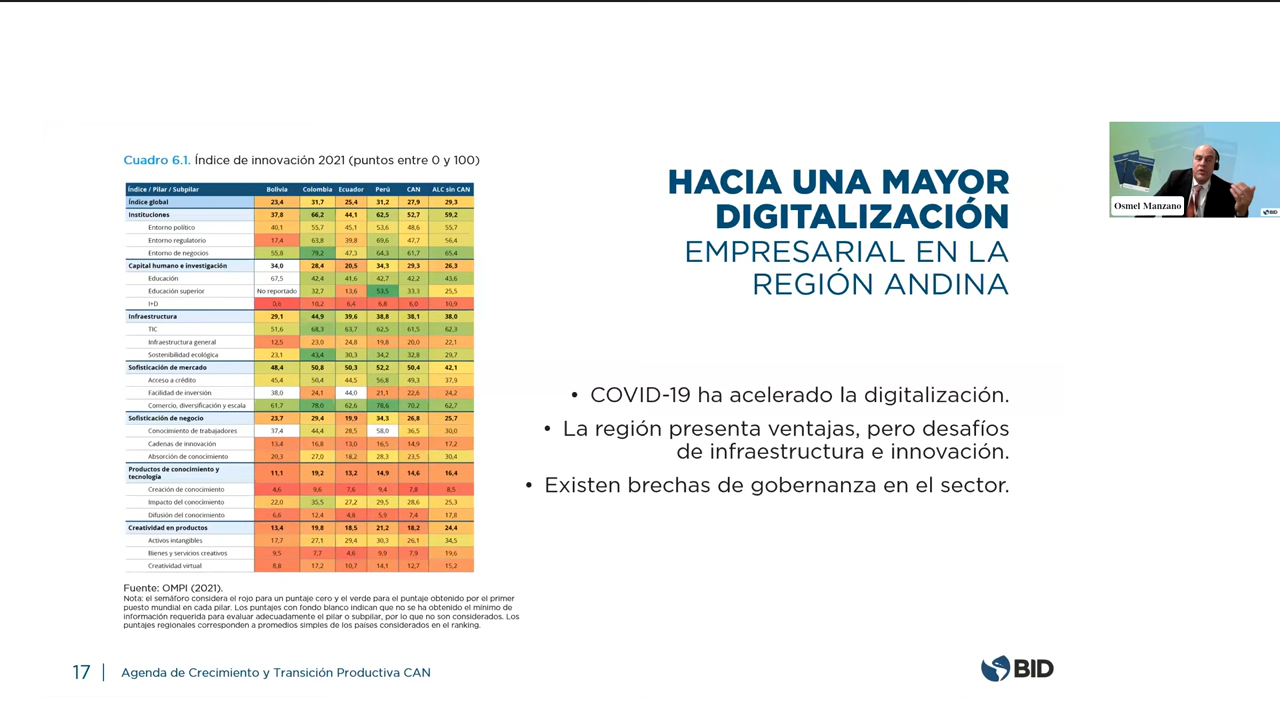 Cuadro 6.1. Índice de innovación 2021 (puntos entre 0 y 100)
Índice / Pilar / Subpilar Bolivia Colombia Ecuador Perú CAN ALC sin CAN
Índice global 23,4 31,7 25,4 31,2 27,9 29,3
Instituciones 37,8 66,2 44,1 62,5 52,7 59,2
Entorno político 40,1 55,7 45,1 53,6 48,6 55,7
Entorno regulatorio 17,4 63,8 39,8 69,6 47,7 56,4
Entorno de negocios 55,8 79,2 47,3 64,3 61,7 65,4
Capital humano e investigación 34,0 28,4 20,5 34,3 29,3 26,3
Educación 67,5 42,4 41,6 42,7 42,2 43,6
Educación superior No reportado 32,7 13,6 53,5 33,3 25,5
I+D 0,6 10,2 6,4 6,8 6,0 10,9
Infraestructura 29,1 44,9 39,6 38,8 38,1 38,0
TIC 51,6 68,3 63,7 62,5 61,5 62,3
Infraestructura general 12,5 23,0 24,8 19,8 20,0 22,1
Sostenibilidad ecológica 23,1 43,4 30,3 34,2 32,8 29,7
Sofisticación de mercado 48,4 50,8 50,3 52,2 50,4 42,1
Acceso a crédito 45,4 50,4 44,5 56,8 49,3 37,9
Facilidad de inversión 38,0 24,1 44,0 21,1 22,6 24,2
Comercio, diversificación y escala 61,7 78,0 62,6 78,6 70,2 62,7
Sofisticación de negocio 23,7 29,4 19,9 34,3 26,8 25,7
Conocimiento de trabajadores 37,4 44,4 28,5 58,0 36,5 30,0
Cadenas de innovación 13,4 16,8 13,0 16,5 14,9 17,2
Absorción de conocimiento 20,3 27,0 18,2 28,3 23,5 30,4
Productos de conocimiento y
tecnología 11,1 19,2 13,2 14,9 14,6 16,4
Creación de conocimiento 4,6 9,6 7,6 9,4 7,8 8,5
Impacto del conocimiento 22,0 35,5 27,2 29,5 28,6 25,3
Difusión del conocimiento 6,6 12,4 4,8 5,9 7,4 17,8
Creatividad en productos 13,4 19,8 18,5 21,2 18,2 24,4
Activos intangibles 17,7 27,1 29,4 30,3 26,1 34,5
Bienes y servicios creativos 9,5 7,7 4,6 9,9 7,9 19,6
Creatividad virtual 8,8 17,2 10,7 14,1 12,7 15,2
Fuente: OMPI (2021).
Nota: el semáforo considera el rojo para un puntaje cero y el verde para el puntaje obtenido por el primer
puesto mundial en cada pilar. Los puntajes con fondo blanco indican que no se ha obtenido el mínimo de
información requerida para evaluar adecuadamente el pilar o subpilar, por lo que no son considerados. Los
puntajes regionales corresponden a promedios simples de los países considerados en el ranking.
HACIA UNA MAYOR
DIGITALIZACIÓN
EMPRESARIAL EN LA
REGIÓN ANDINA
• COVID-19 ha acelerado la digitalización.
• La región presenta ventajas, pero desafíos
de infraestructura e innovación.
• Existen brechas de gobernanza en el sector.
Osmel Manzano
BID
17 | Agenda de Crecimiento y Transición Productiva CAN
BID